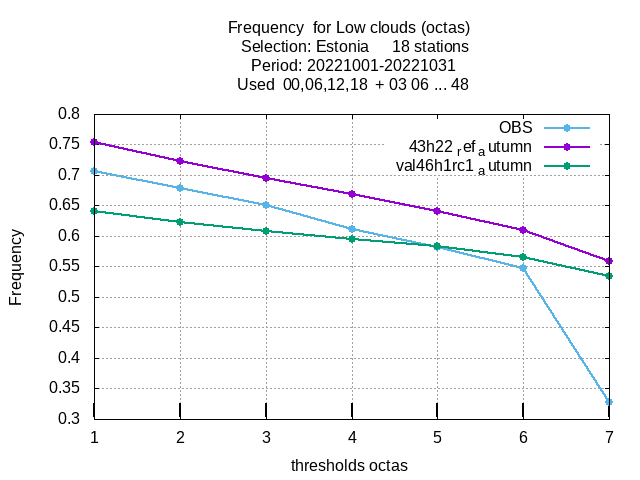 Frequency for Low clouds (octas)
Selection: Estonia 18 stations
Period: 20221001-20221031
Used 00,06,12,18 + 03 06 ... 48
OBS
43h22 ref autumn
val46h1rc1 autumn
0.8
0.75
0.7
0.65
0.6
0.55
0.5
0.45
0.4
0.35
0.3
Frequency
1 2 3 4 5 6 7
thresholds octas